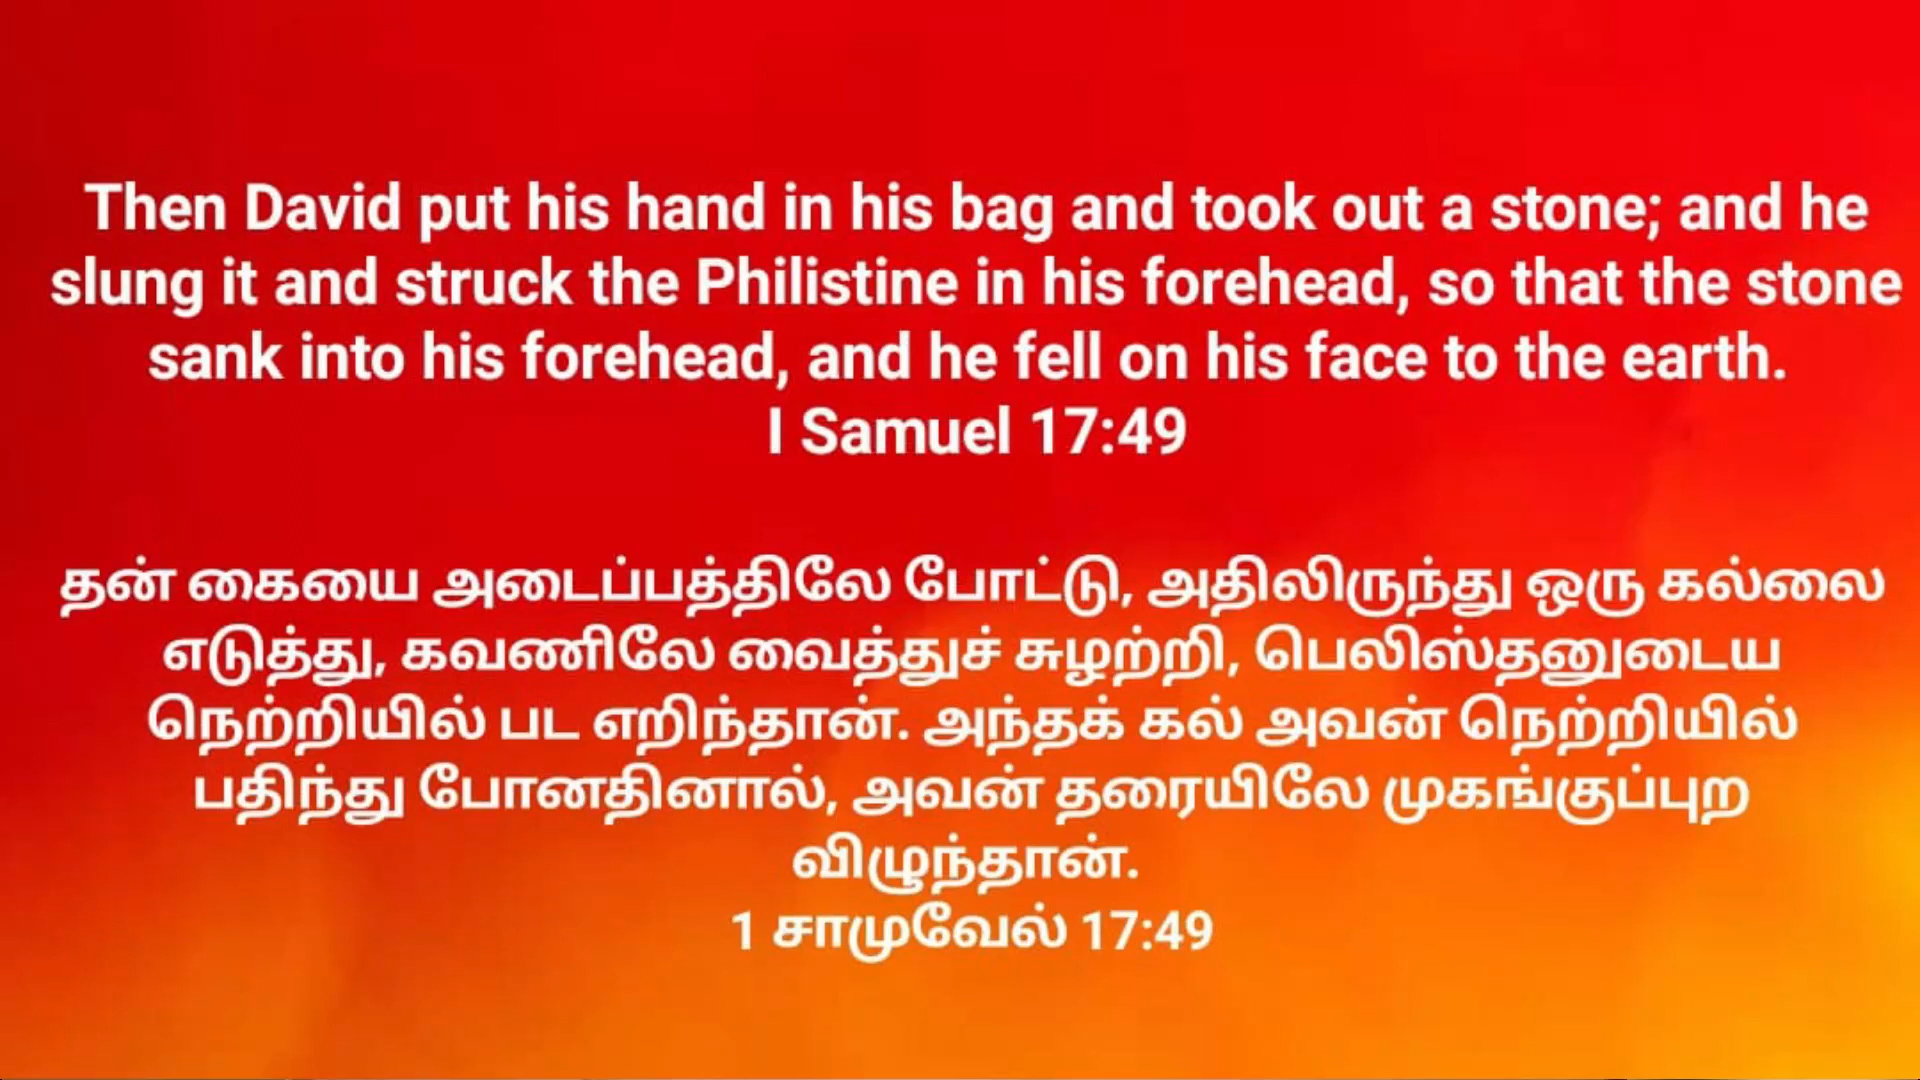 Then David put his hand in his bag and took out a stone; and he
slung it and struck the Philistine in his forehead, so that the stone
sank into his forehead, and he fell on his face to the earth.
I Samuel 17:49
தன் கையை அடைப்பத்திலே போட்டு, அதிலிருந்து ஒரு கல்லை
எடுத்து, கவணிலே வைத்துச் சுழற்றி, பெலிஸ்தனுடைய
நெற்றியில் பட எறிந்தான். அந்தக் கல் அவன் நெற்றியில்
பதிந்து போனதினால், அவன் தரையிலே முகங்குப்புற
விழுந்தான்.
1 சாமுவேல் 17:49